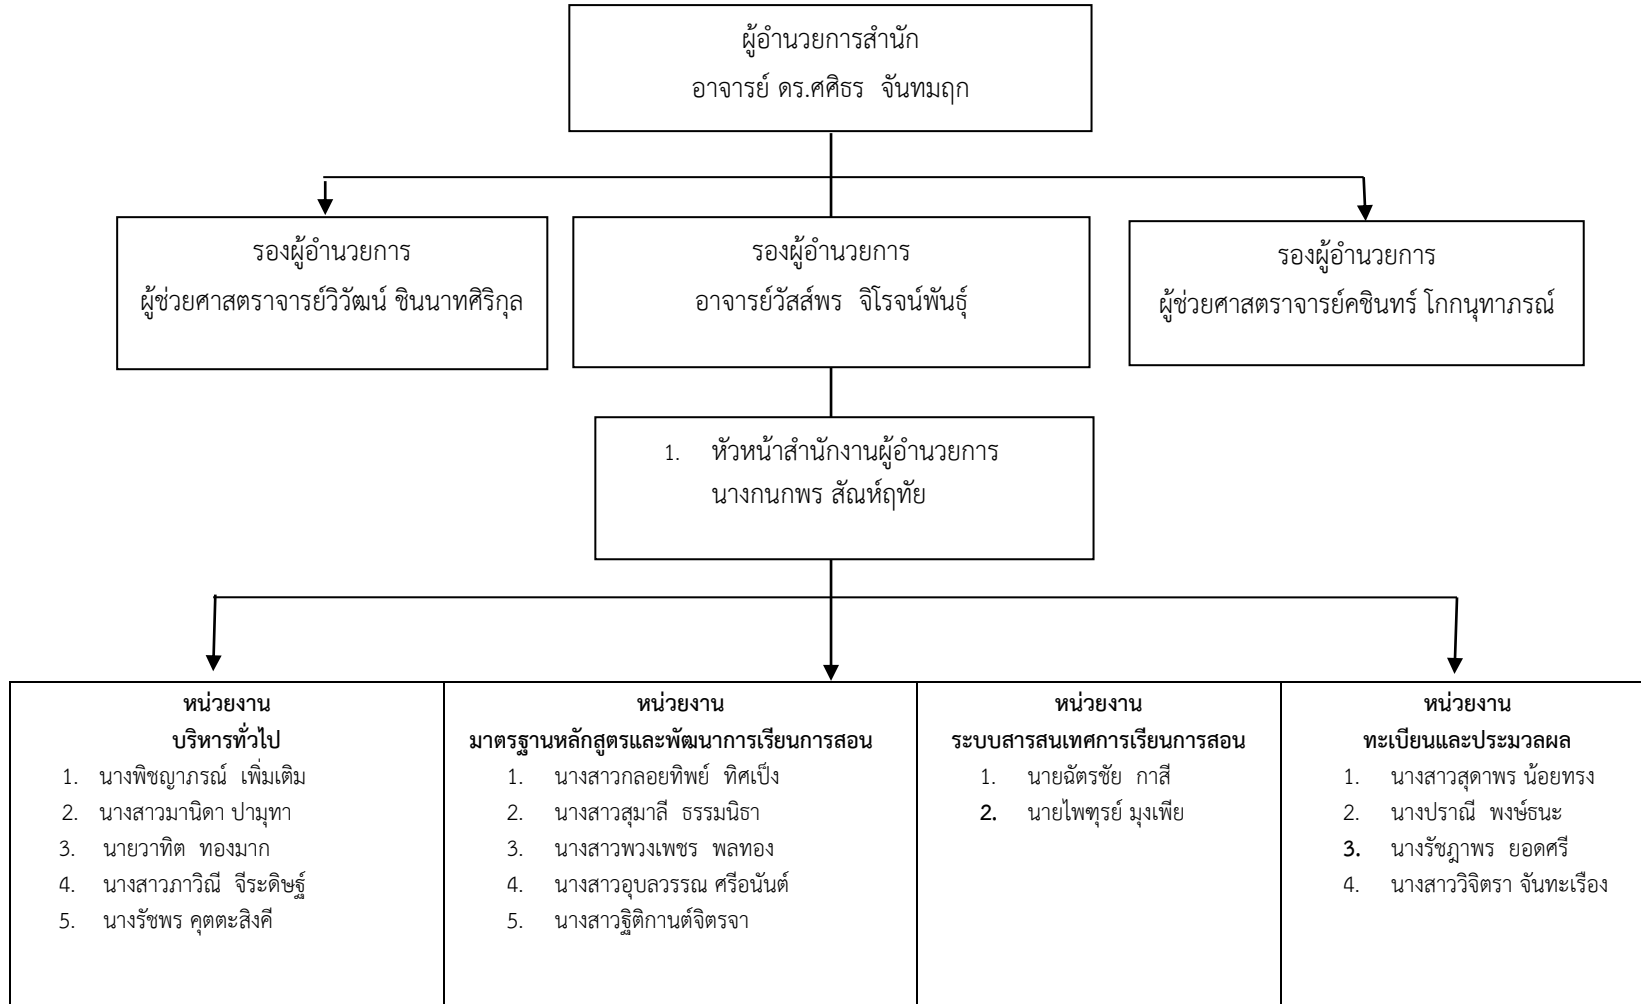 ผู้อำนวยการสำนัก
อาจารย์ ดร.ศศิธร  จันทมฤก
รองผู้อำนวยการ
ผู้ช่วยศาสตราจารย์วิวัฒน์ ชินนาทศิริกุล
รองผู้อำนวยการ
อาจารย์วัสส์พร  จิโรจน์พันธุ์
รองผู้อำนวยการ
ผู้ช่วยศาสตราจารย์คชินทร์ โกกนุทาภรณ์
1. หัวหน้าสำนักงานผู้อำนวยการ
นางกนกพร สัณห์ฤทัย
หน่วยงาน
บริหารทั่วไป
1. นางพิชญาภรณ์  เพิ่มเติม
2. นางสาวมานิดา ปามุทา
3. นายวาทิต  ทองมาก
4. นางสาวภาวิณี  จีระดิษฐ์
5. นางรัชพร คุตตะสิงคี
หน่วยงาน
มาตรฐานหลักสูตรและพัฒนาการเรียนการสอน
1. นางสาวกลอยทิพย์  ทิศเป็ง
2. นางสาวสุมาลี  ธรรมนิธา
3. นางสาวพวงเพชร  พลทอง
4. นางสาวอุบลวรรณ ศรีอนันต์
5. นางสาวฐิติกานต์จิตรจา
หน่วยงาน
ระบบสารสนเทศการเรียนการสอน
1. นายฉัตรชัย  กาสี
2. นายไพฑุรย์ มุงเพีย
หน่วยงาน
ทะเบียนและประมวลผล
1. นางสาวสุดาพร น้อยทรง
2. นางปราณี  พงษ์ธนะ
3. นางรัชฎาพร  ยอดศรี
4. นางสาววิจิตรา จันทะเรือง